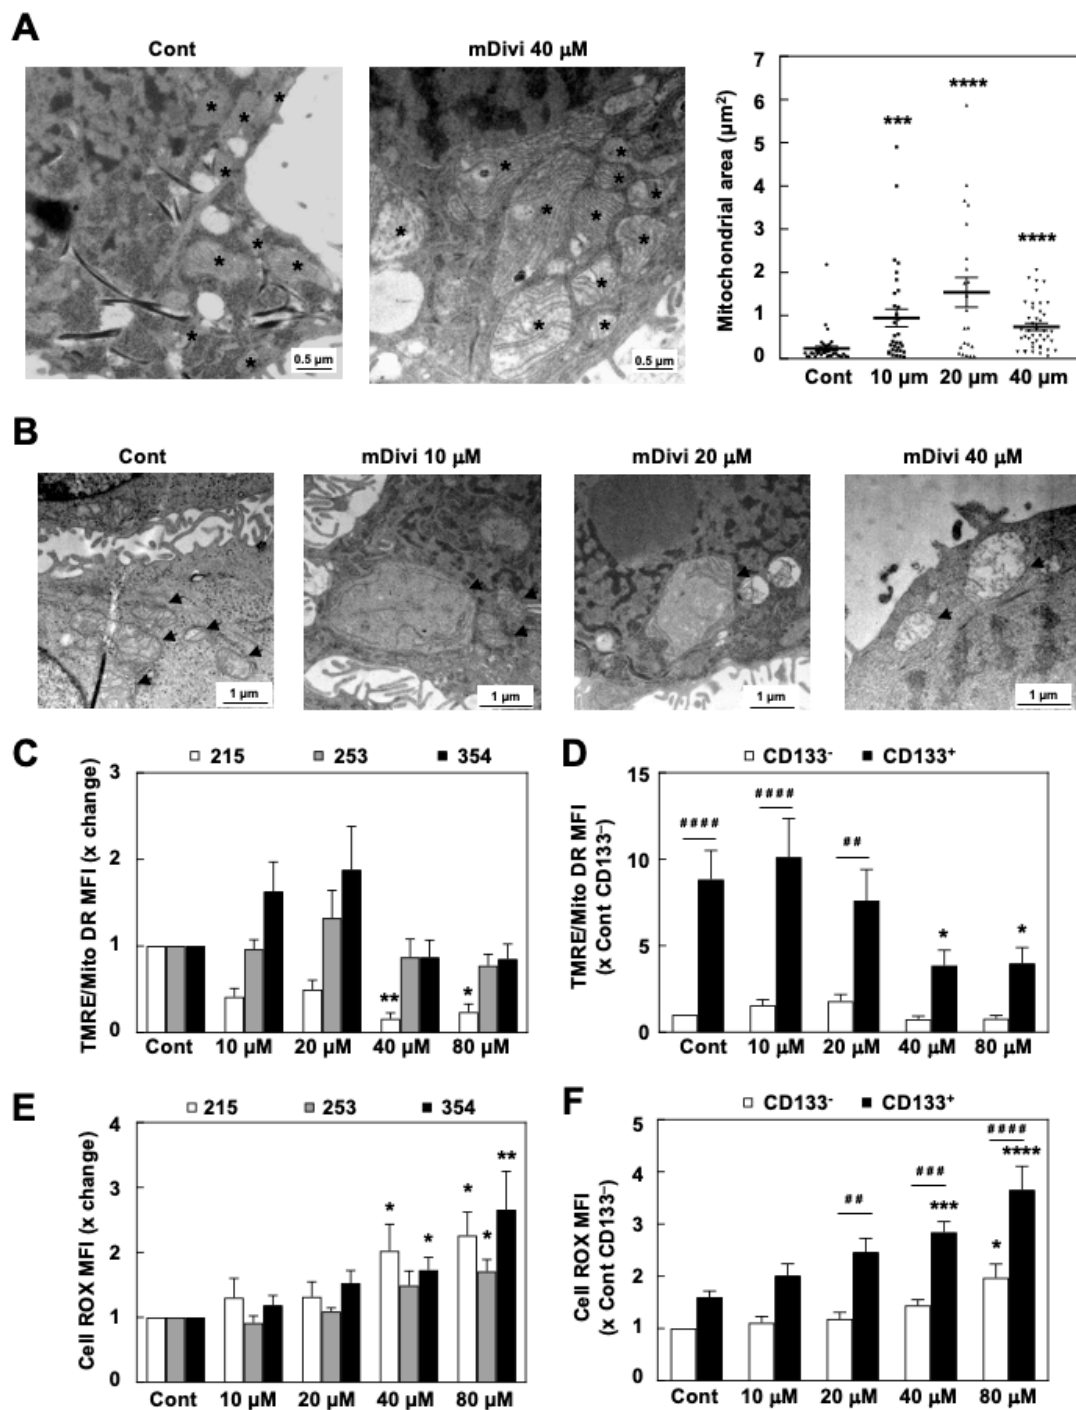 A
Cont
mDivi 40 µM
0.5 µm
0.5 µm
Mitochondrial area (µm²)
7
6
5
4
3
2
1
0
***
****
****
Cont 10 µm 20 µm 40 µm
B
Cont
mDivi 10 µM
mDivi 20 µM
mDivi 40 µM
1 µm
1 µm
1 µm
1 µm
C
215 253 354
TMRE/Mito DR MFI (x change)
3
2
1
0
**
*
Cont 10 µM 20 µM 40 µM 80 µM
D
CD133⁻ CD133⁺
TMRE/Mito DR MFI
(x Cont CD133⁻)
15
10
5
0
####
####
##
*
*
Cont 10 µM 20 µM 40 µM 80 µM
E
215 253 354
Cell ROX MFI (x change)
4
3
2
1
0
*
*
*
*
**
Cont 10 µM 20 µM 40 µM 80 µM
F
CD133⁻ CD133⁺
Cell ROX MFI
(x Cont CD133⁻)
5
4
3
2
1
0
##
###
***
####
****
*
Cont 10 µM 20 µM 40 µM 80 µM